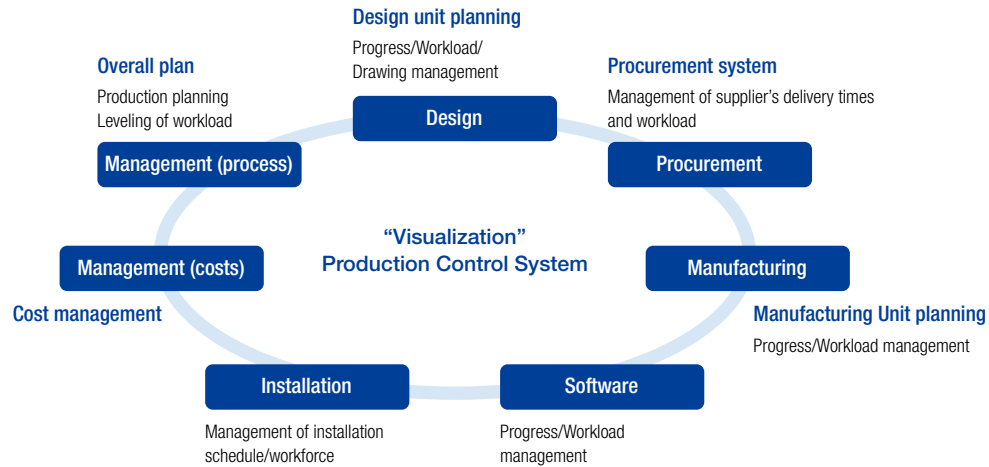 Design unit planning
Progress/Workload/
Drawing management
Design
Overall plan
Production planning
Leveling of workload
Management (process)
Procurement system
Management of supplier’s delivery times
and workload
Procurement
“Visualization”
Production Control System
Management (costs)
Cost management
Manufacturing
Manufacturing Unit planning
Progress/Workload management
Installation
Management of installation
schedule/workforce
Software
Progress/Workload
management